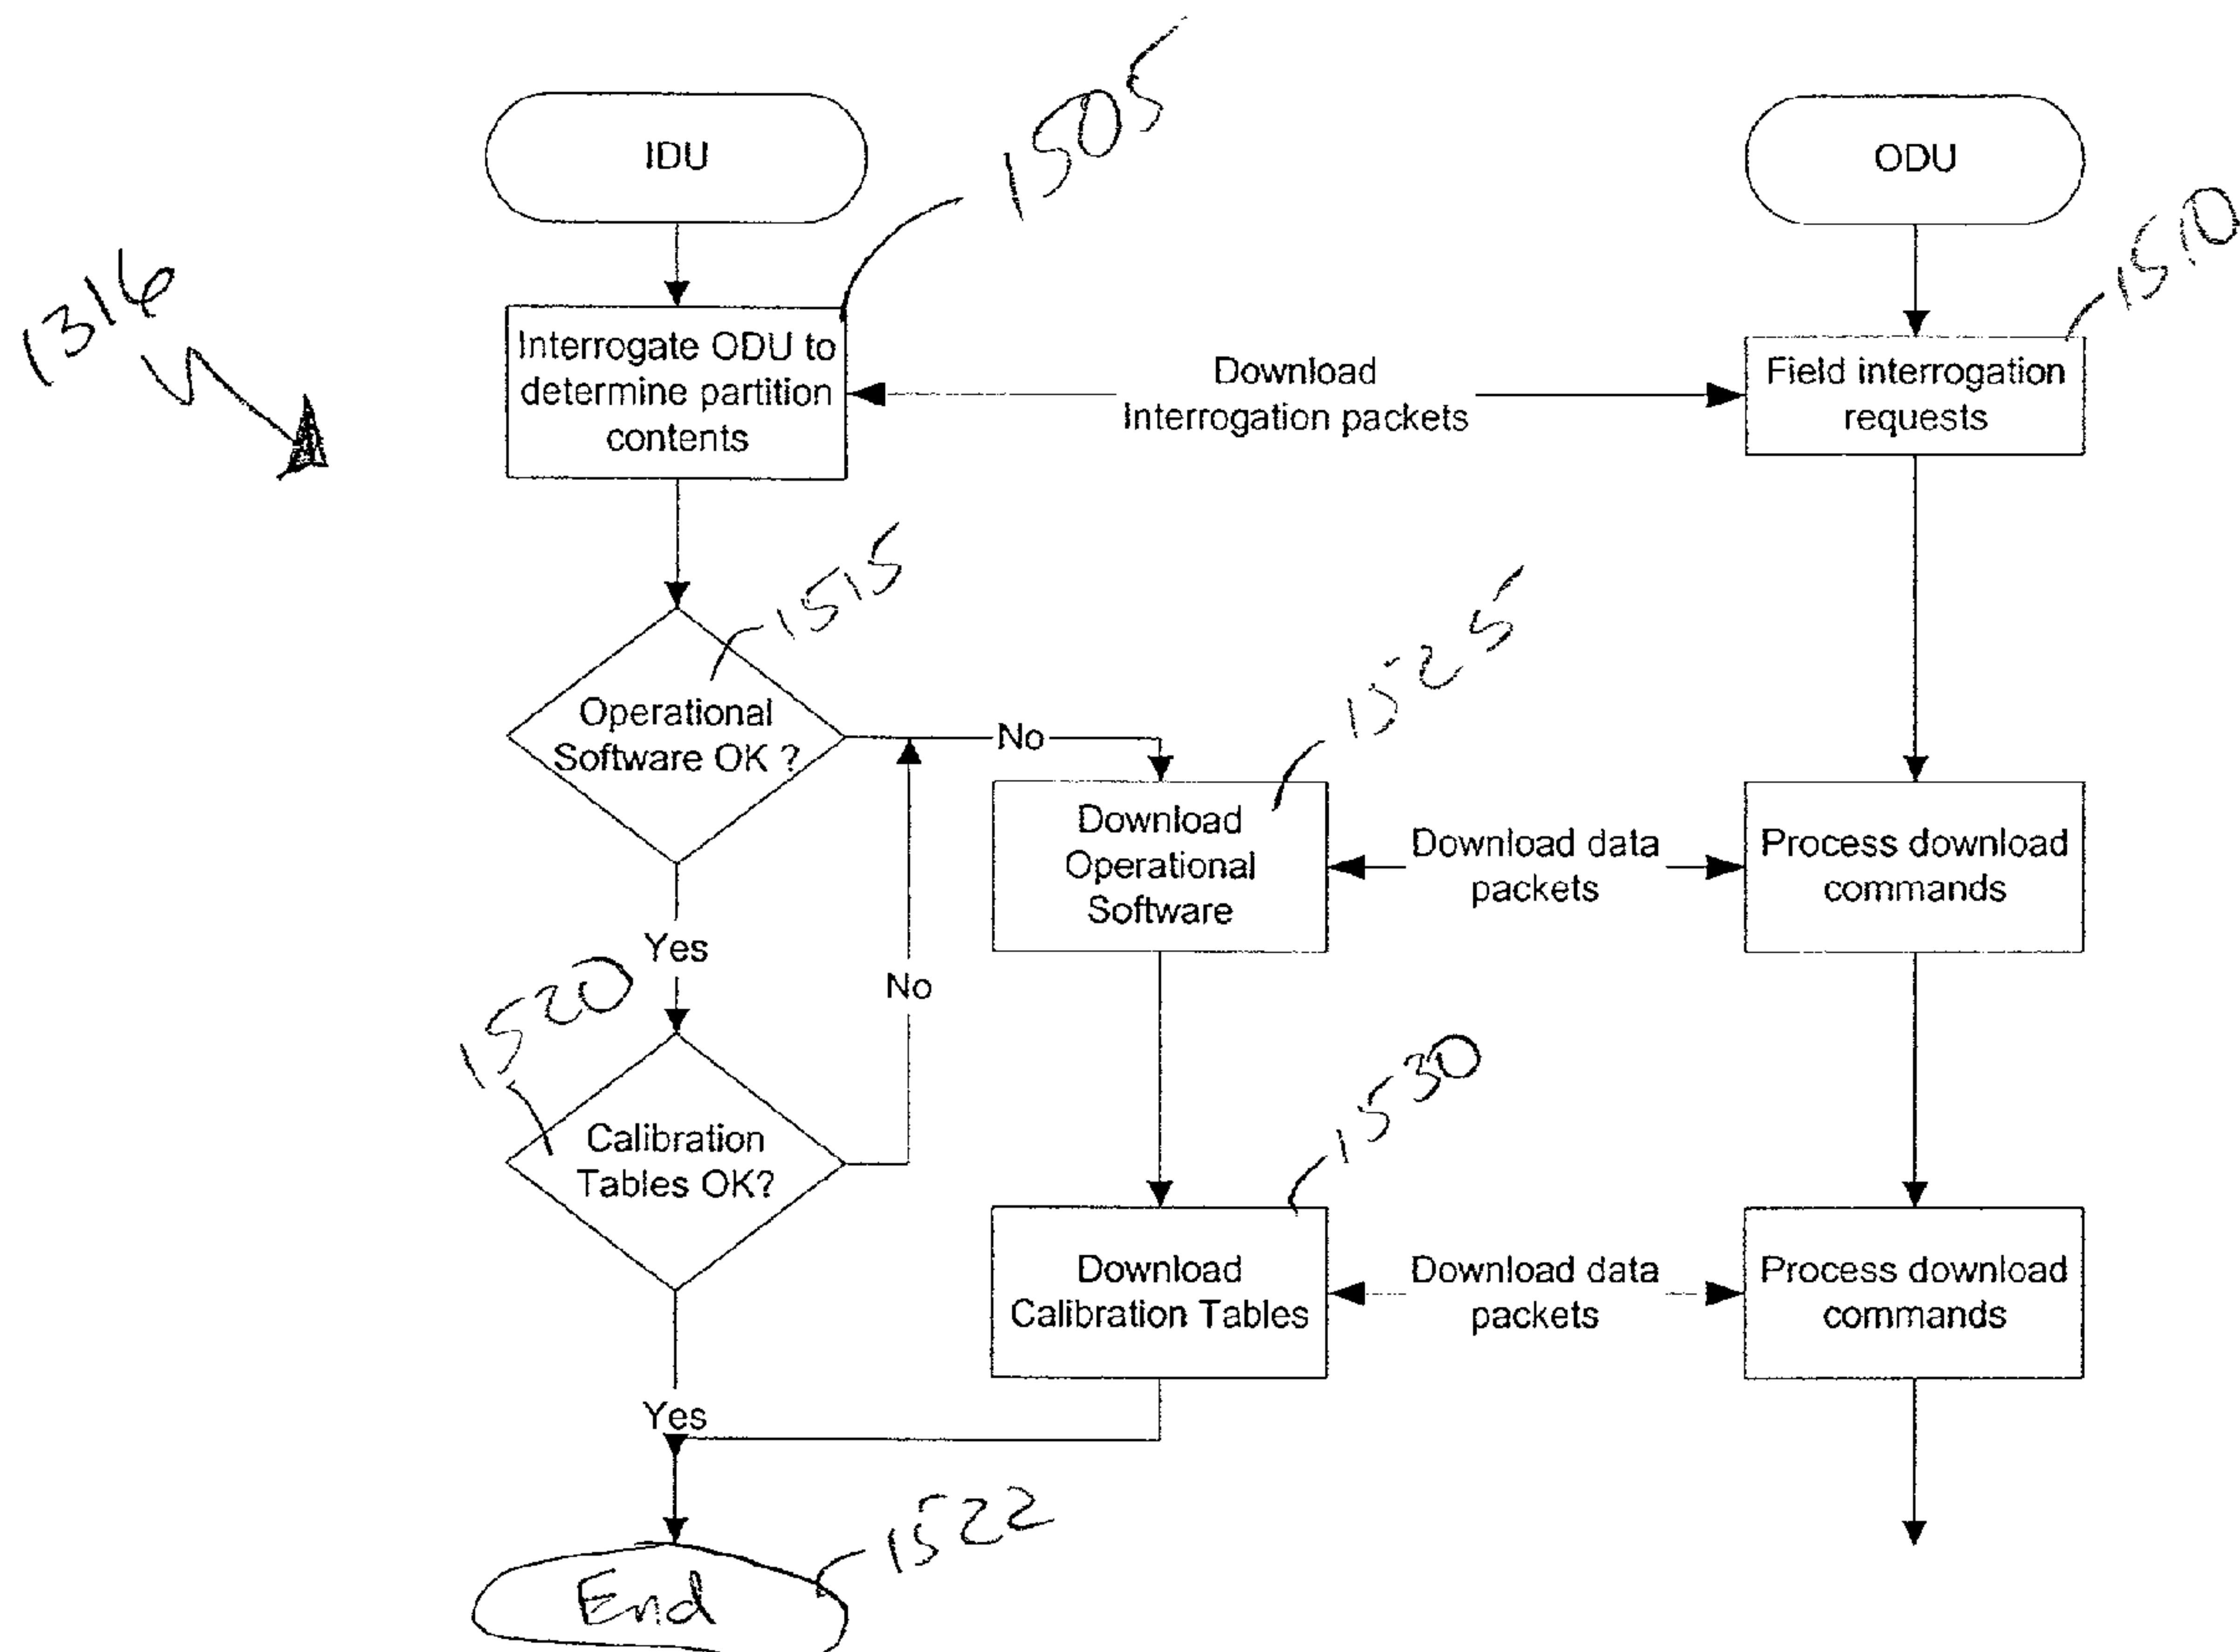 IDU
1505
ODU
1510
1316
Interrogate ODU to
determine partition
contents
Download
Interrogation packets
Field interrogation
requests
1515
1525
Operational
Software OK ?
No
Download
Operational
Software
Download data
packets
Process download
commands
Yes
No
1520
1530
Calibration
Tables OK?
Download
Calibration Tables
Download data
packets
Process download
commands
Yes
1522
End